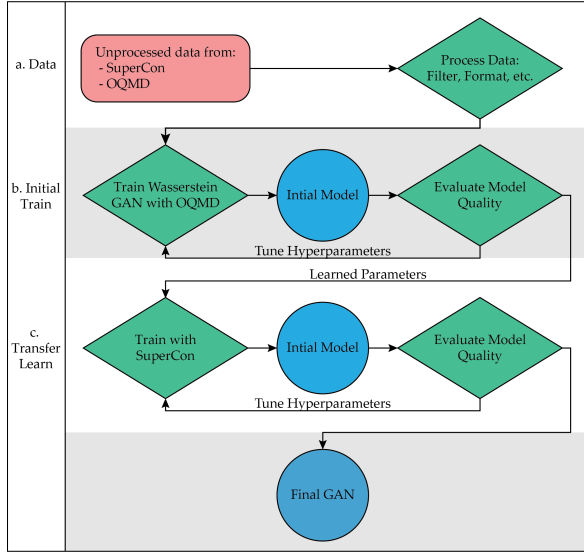 a. Data
Unprocessed data from:
- SuperCon
- OQMD
Process Data:
Filter, Format, etc.
b. Initial
Train
Train Wasserstein
GAN with OQMD
Intial Model
Evaluate Model
Quality
Tune Hyperparameters
Learned Parameters
c.
Transfer
Learn
Train with
SuperCon
Intial Model
Evaluate Model
Quality
Tune Hyperparameters
Final GAN